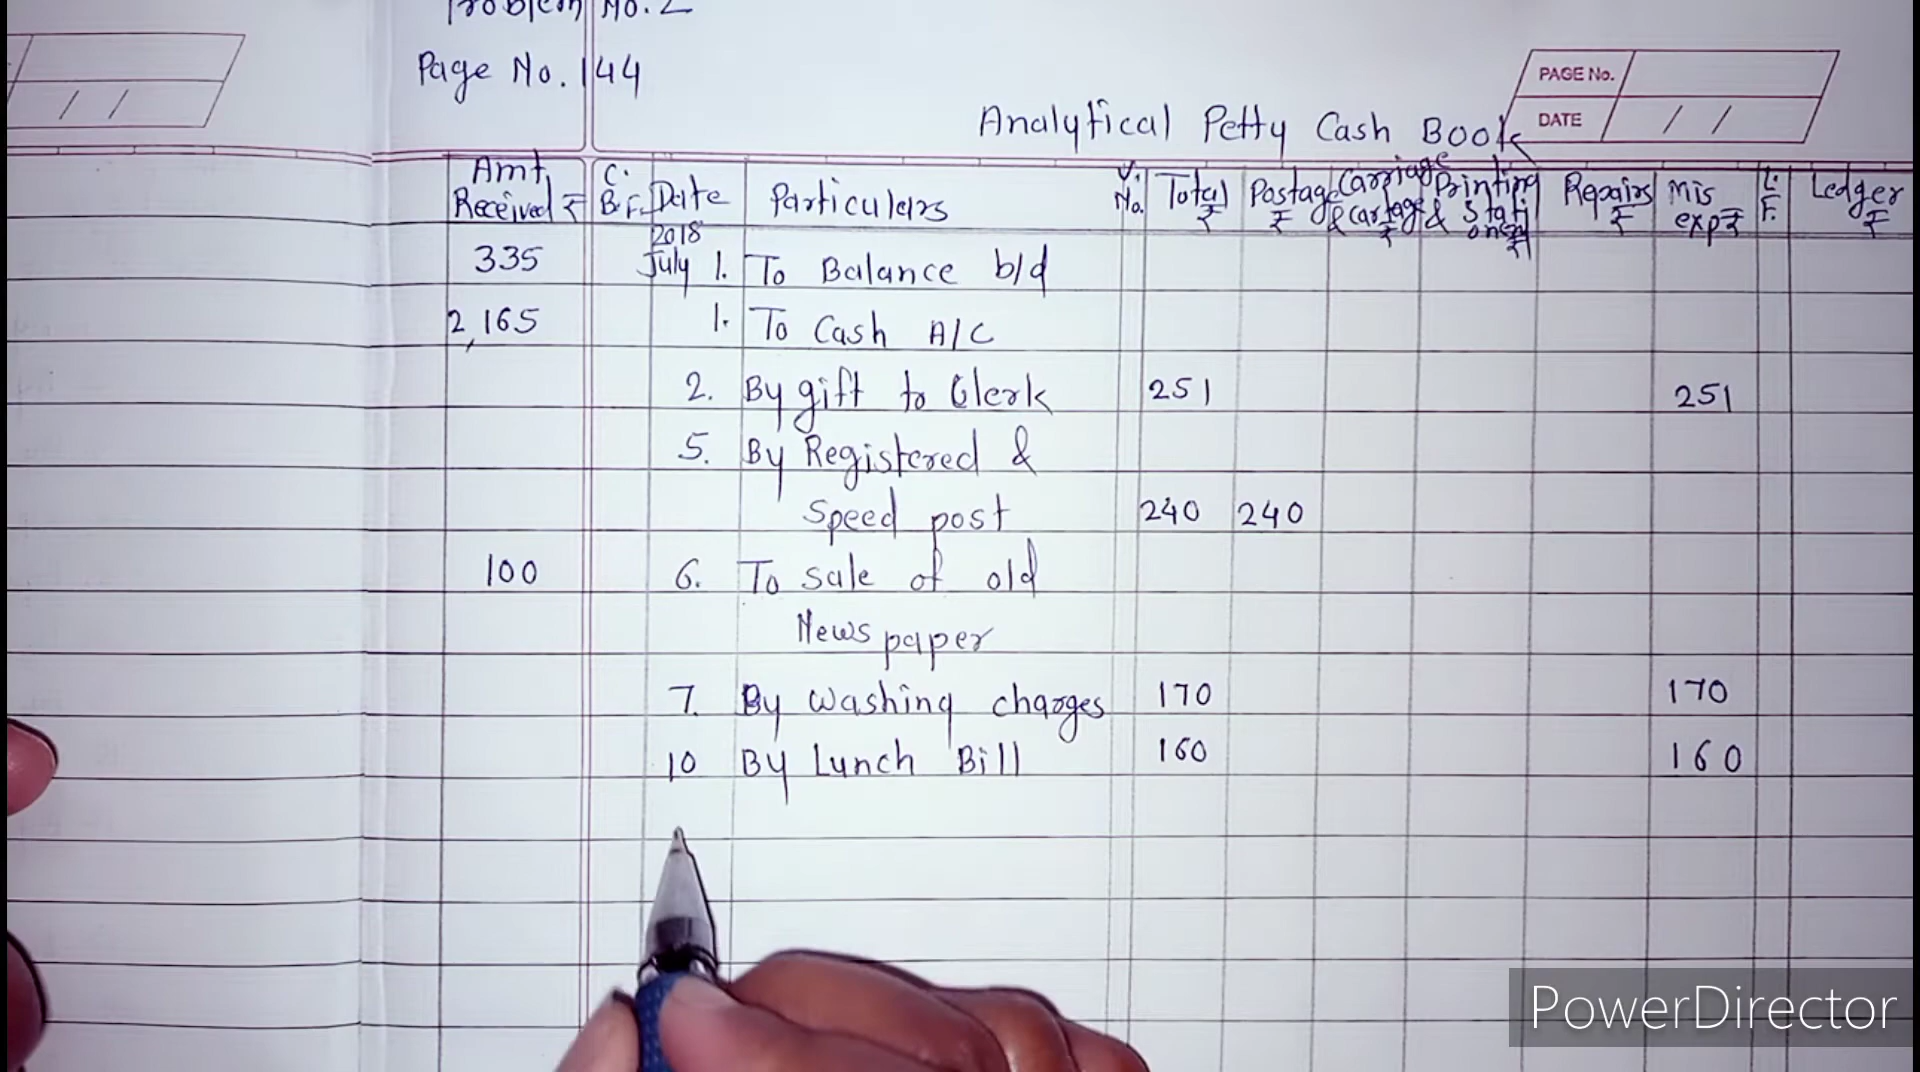 Problem No. 2
Page No. 144
PAGE No.
DATE / /
/ /
Analytical Petty Cash Book
Amt Received ₹ C.B.F. Date Particulars V. No. Total ₹ Postage ₹ Carriage & Cartage ₹ Printing & Stationery ₹ Repairs ₹ Mis exp ₹ L.F. Ledger ₹
2018
335 July 1. To Balance b/d
2,165 1. To Cash A/C
2. By gift to Clerk 251 251
5. By Registered &
Speed post 240 240
100 6. To sale of old
News paper
7. By Washing charges 170 170
10 By Lunch Bill 160 160
PowerDirector